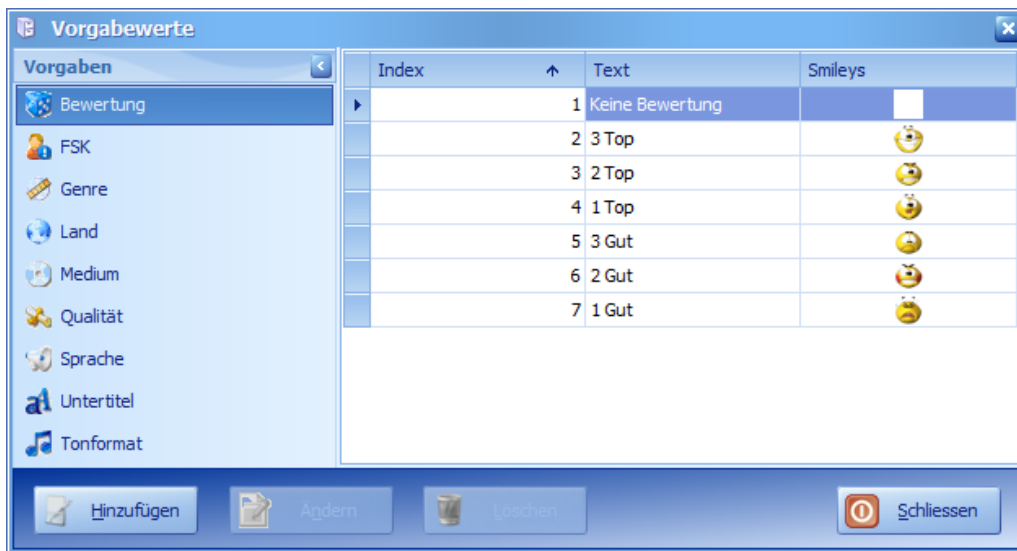 Vorgabewerte
Vorgaben
Index Text Smileys
Bewertung
FSK
Genre
Land
Medium
Qualität
Sprache
Untertitel
Tonformat
1 Keine Bewertung
2 3 Top
3 2 Top
4 1 Top
5 3 Gut
6 2 Gut
7 1 Gut
Hinzufügen Ändern Löschen Schliessen